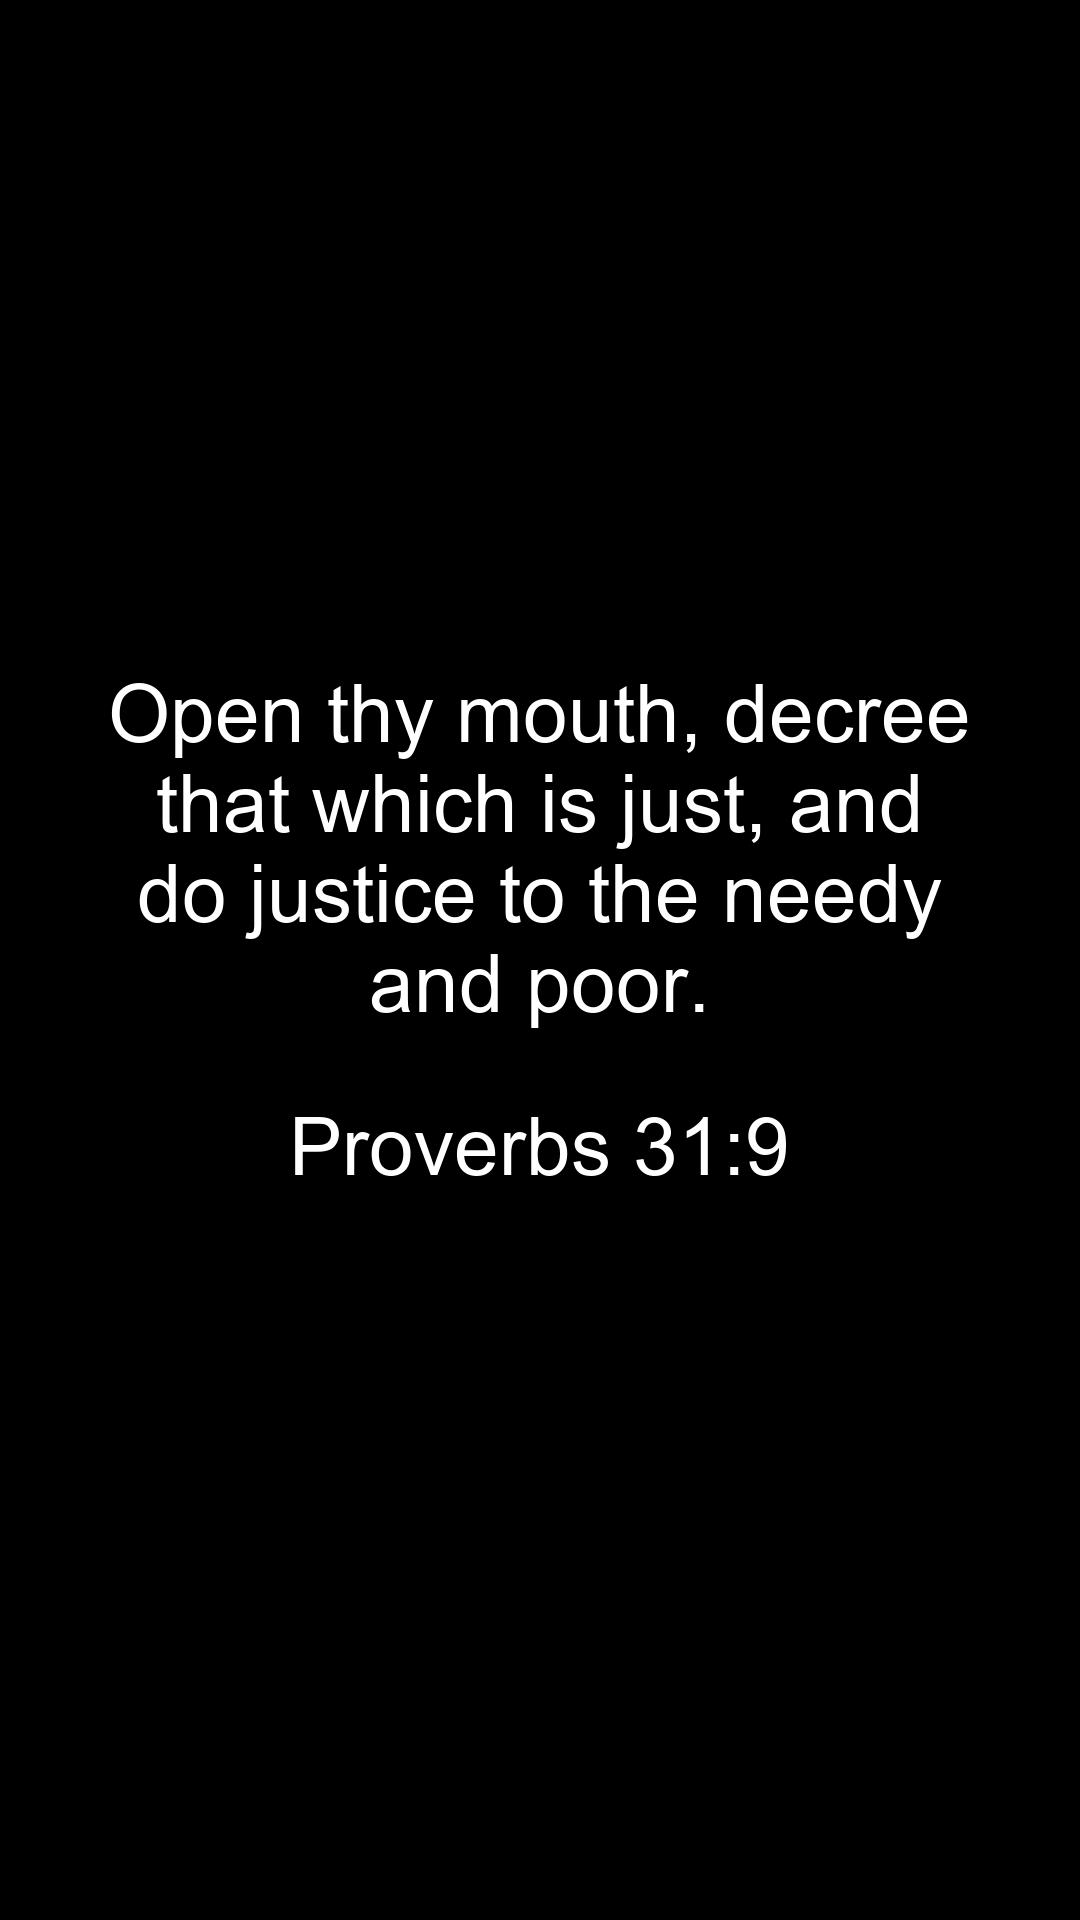 Open thy mouth, decree
that which is just, and
do justice to the needy
and poor.
Proverbs 31:9